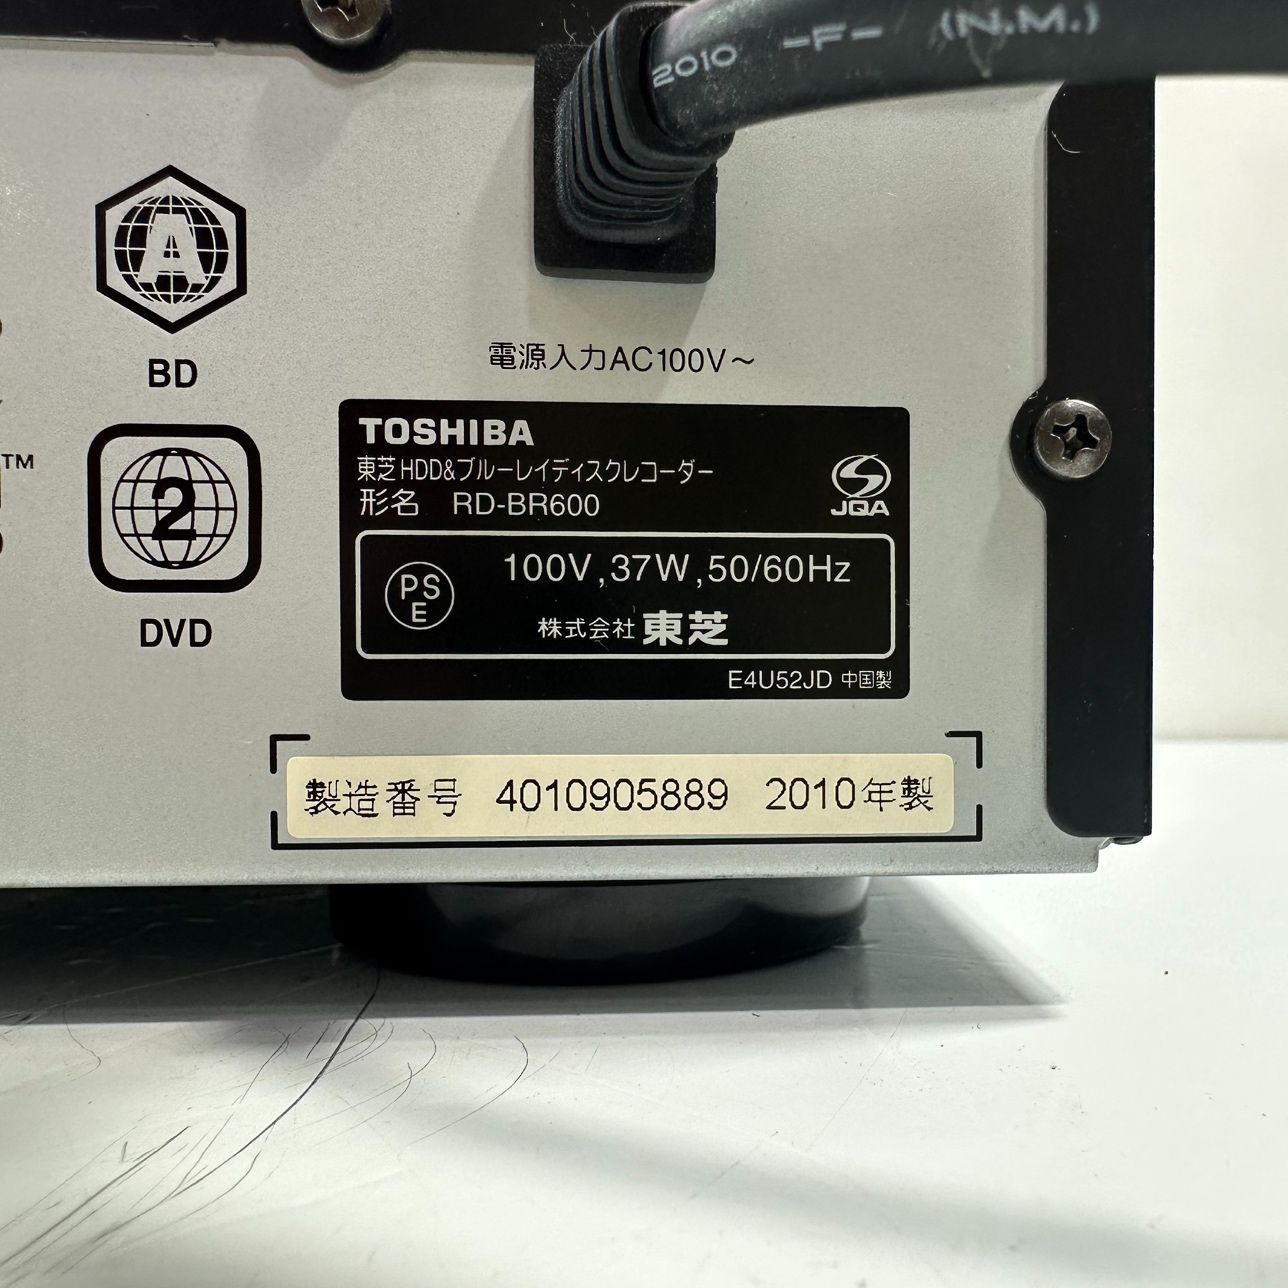 2010 -F- (N.M.)
A
BD
電源入力AC100V～
TM
2
DVD
TOSHIBA
東芝HDD&ブルーレイディスクレコーダー
形名 RD-BR600
JQA
PS
E
100V,37W,50/60Hz
株式会社 東芝
E4U52JD 中国製
製造番号 4010905889 2010年製